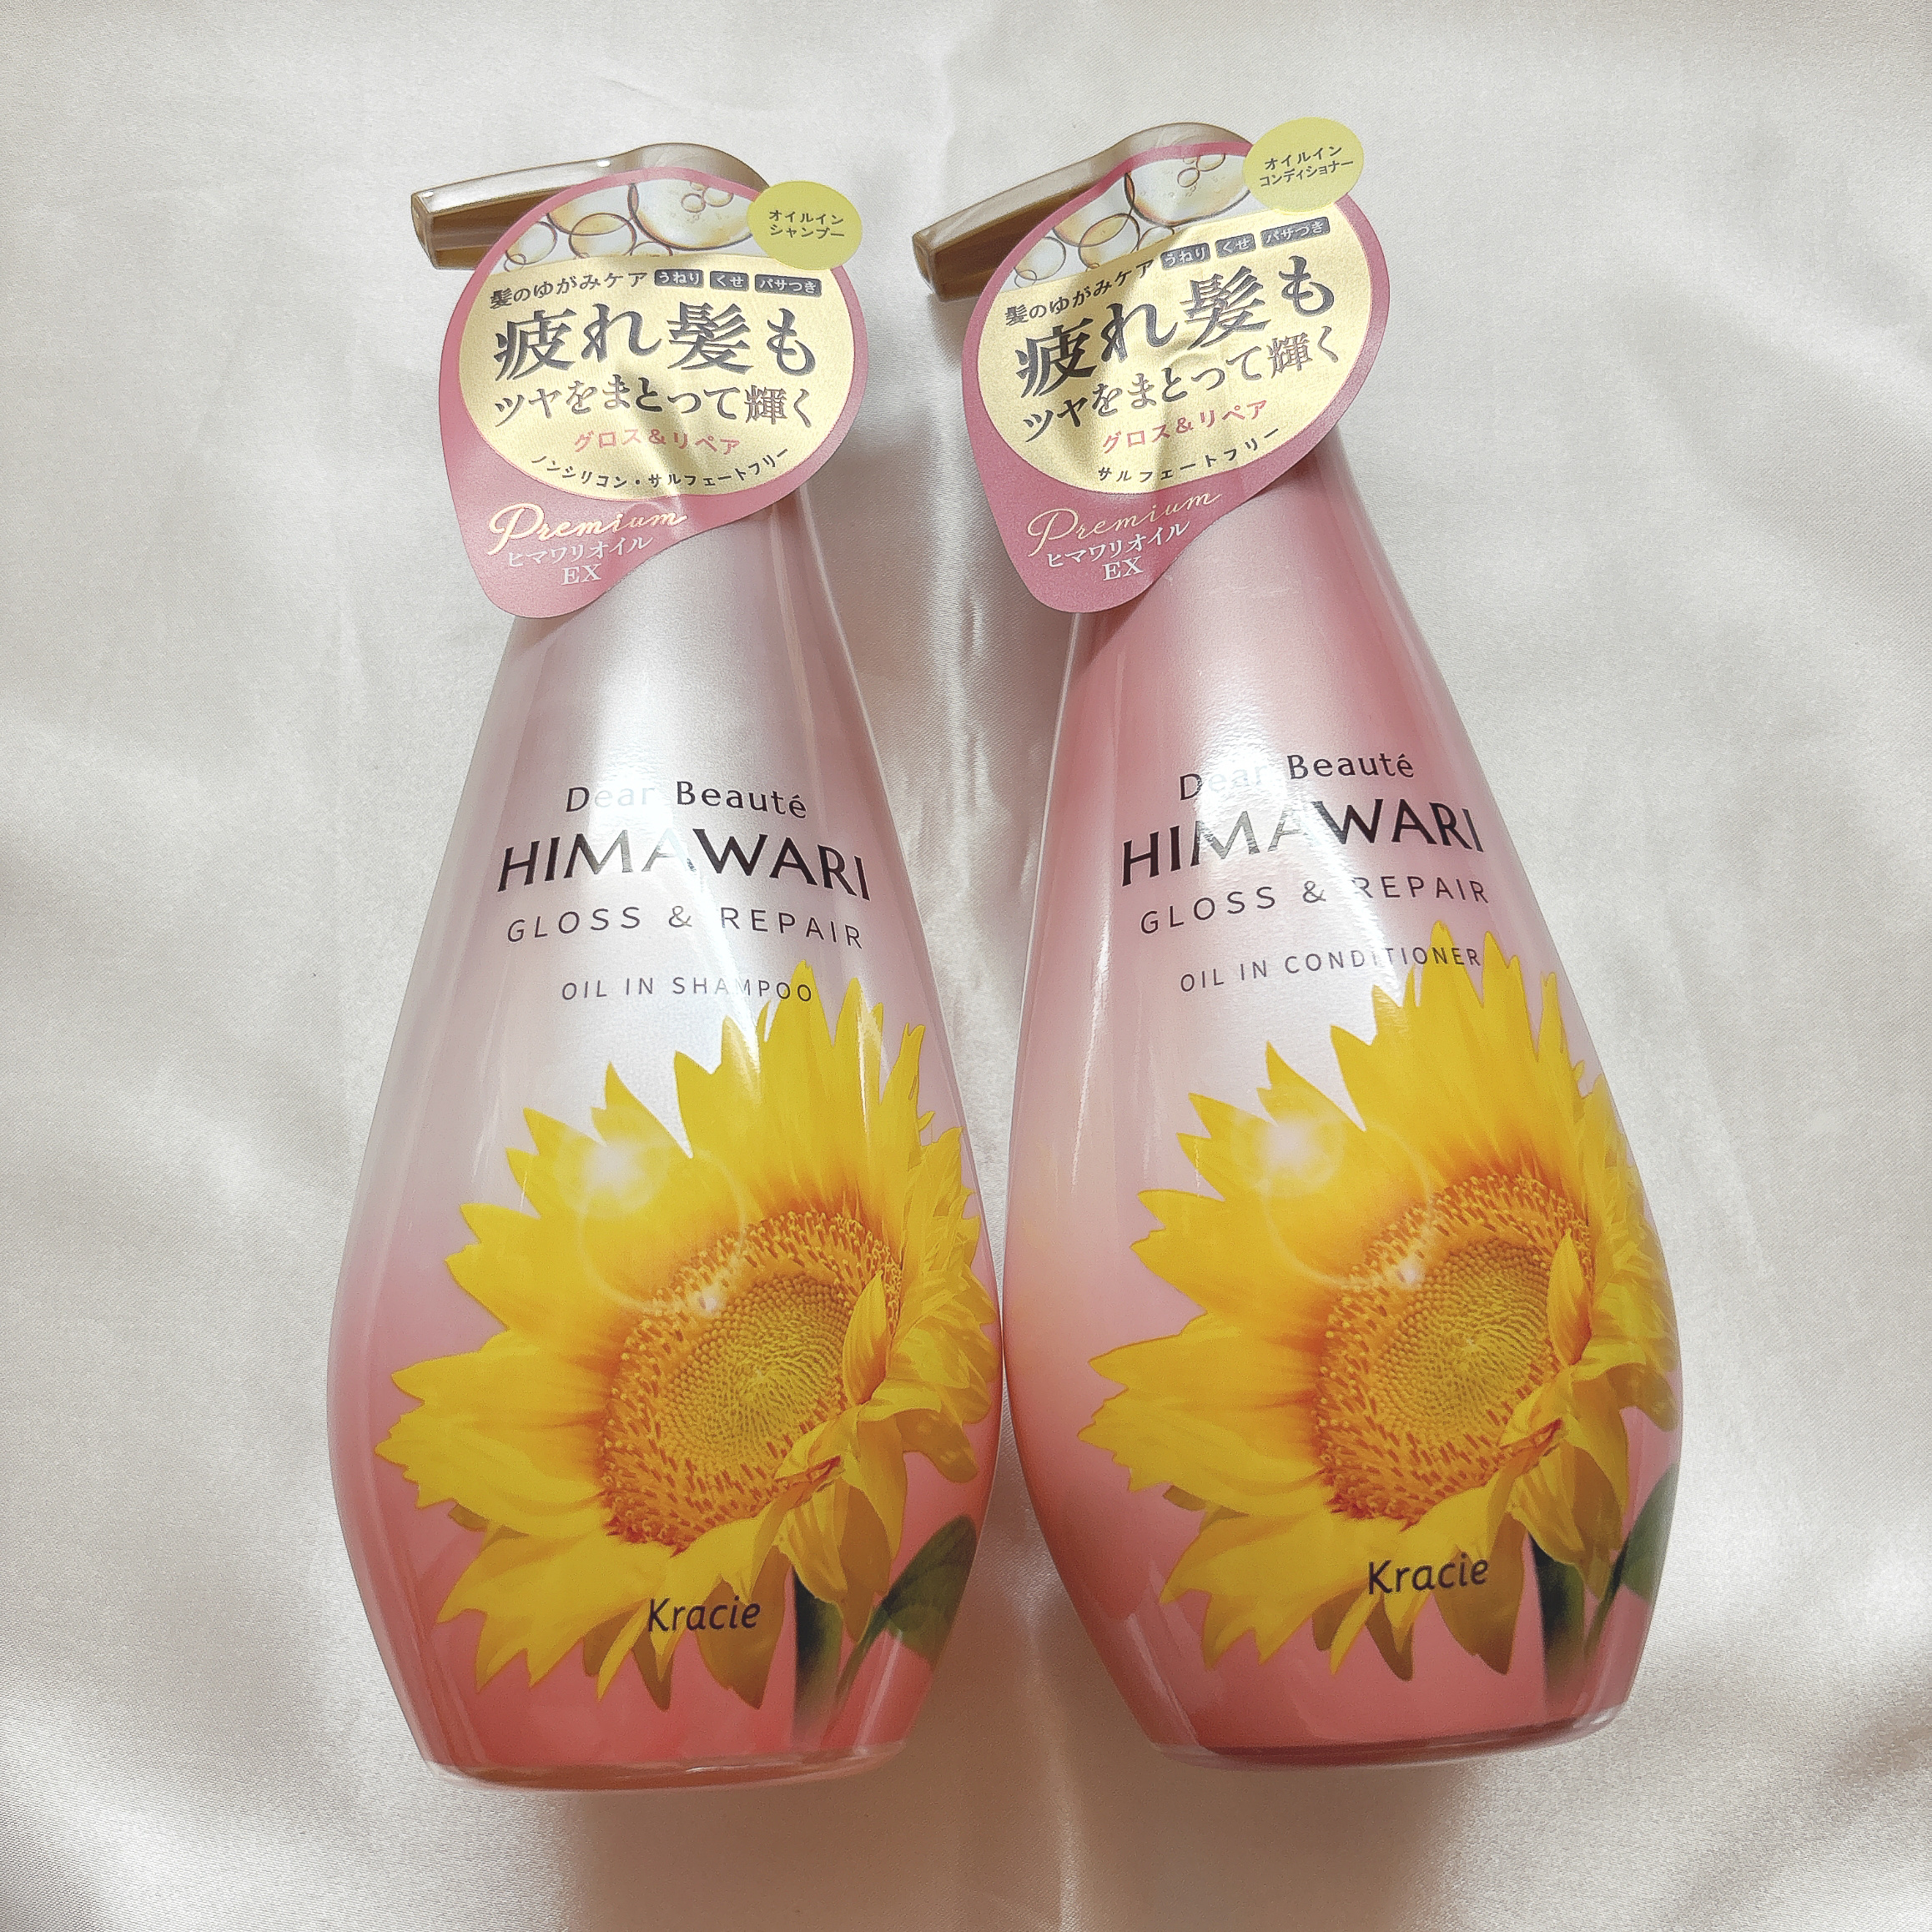 オイルイン
シャンプー
髪のゆがみケア うねり くせ パサつき
疲れ髪も
ツヤをまとって輝く
グロス&リペア
ノンシリコン・サルフェートフリー
Premium
ヒマワリオイル
EX
Dear Beauté
HIMAWARI
GLOSS & REPAIR
OIL IN SHAMPOO
Kracie
オイルイン
コンディショナー
髪のゆがみケア うねり くせ パサつき
疲れ髪も
ツヤをまとって輝く
グロス&リペア
サルフェートフリー
Premium
ヒマワリオイル
EX
Dear Beauté
HIMAWARI
GLOSS & REPAIR
OIL IN CONDITIONER
Kracie